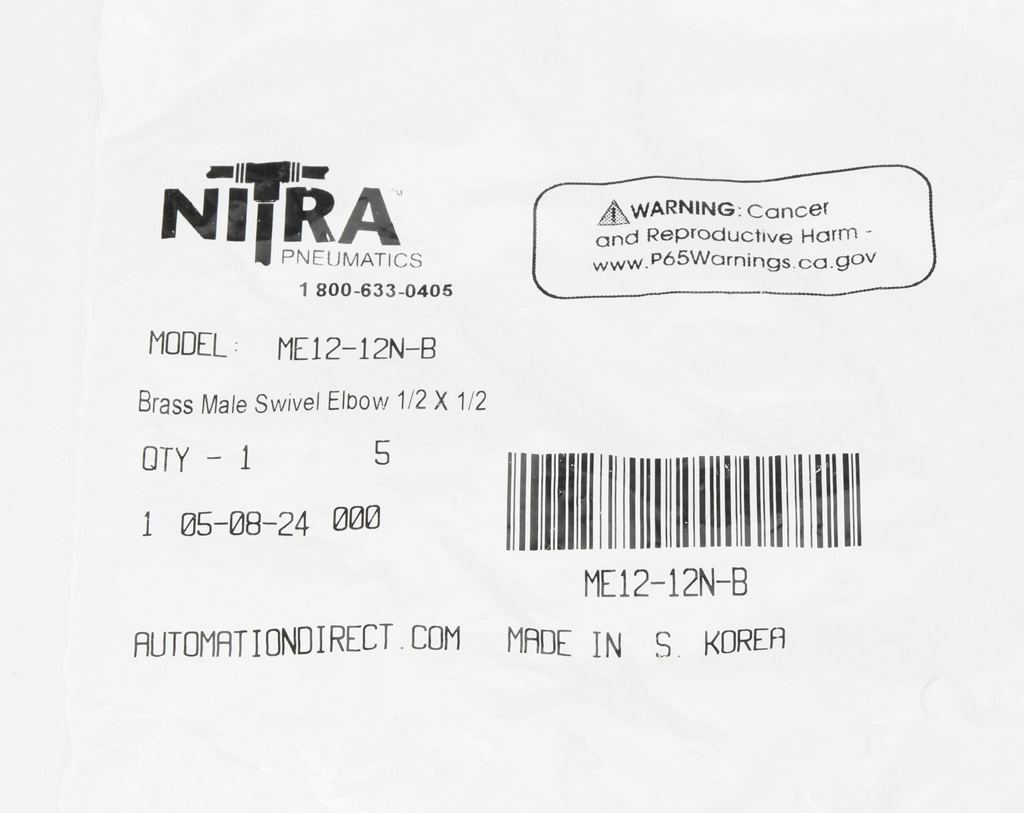 NITRA™
PNEUMATICS
1 800-633-0405
⚠WARNING: Cancer
and Reproductive Harm -
www.P65Warnings.ca.gov
MODEL: ME12-12N-B
Brass Male Swivel Elbow 1/2 X 1/2
QTY - 1 5
1 05-08-24 000
ME12-12N-B
AUTOMATIONDIRECT.COM MADE IN S. KOREA